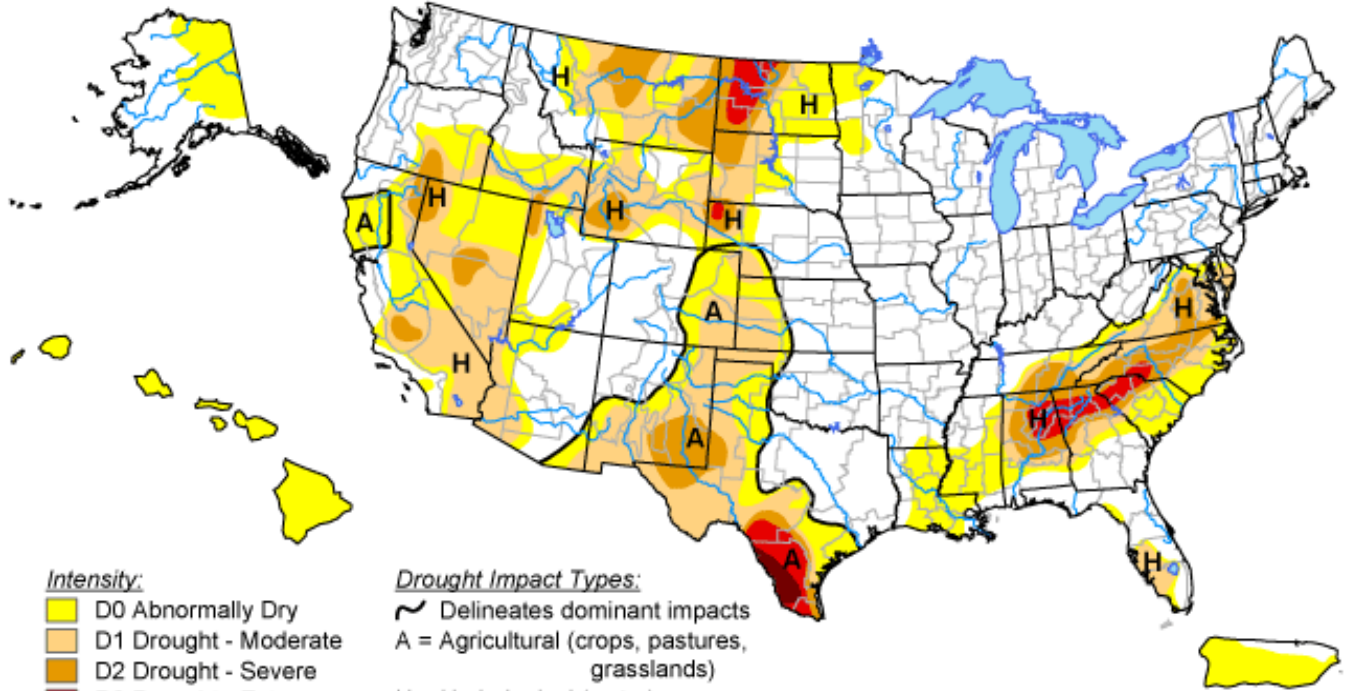 H
H
H
H
H
A
A
H
H
A
H
A
H
Intensity:
D0 Abnormally Dry
D1 Drought - Moderate
D2 Drought - Severe
Drought Impact Types:
Delineates dominant impacts
A = Agricultural (crops, pastures,
grasslands)